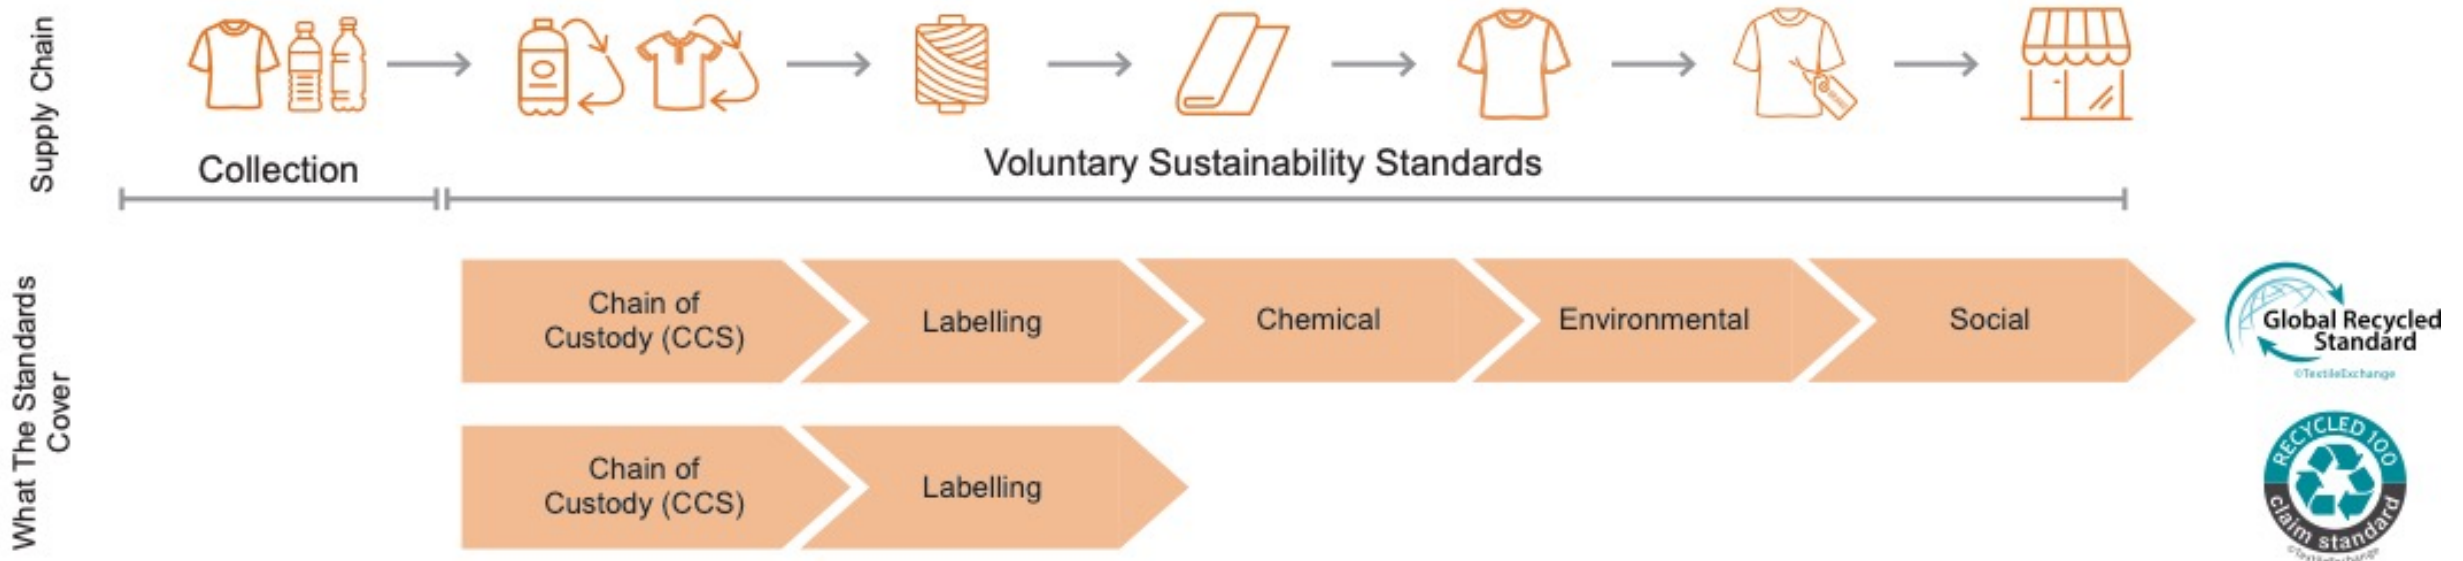 Supply Chain
Collection
Voluntary Sustainability Standards
What The Standards
Cover
Chain of
Custody (CCS)
Labelling
Chemical
Environmental
Social
Global Recycled
Standard
©TextileExchange
Chain of
Custody (CCS)
Labelling
RECYCLED 100
claim standard
©TextileExchange